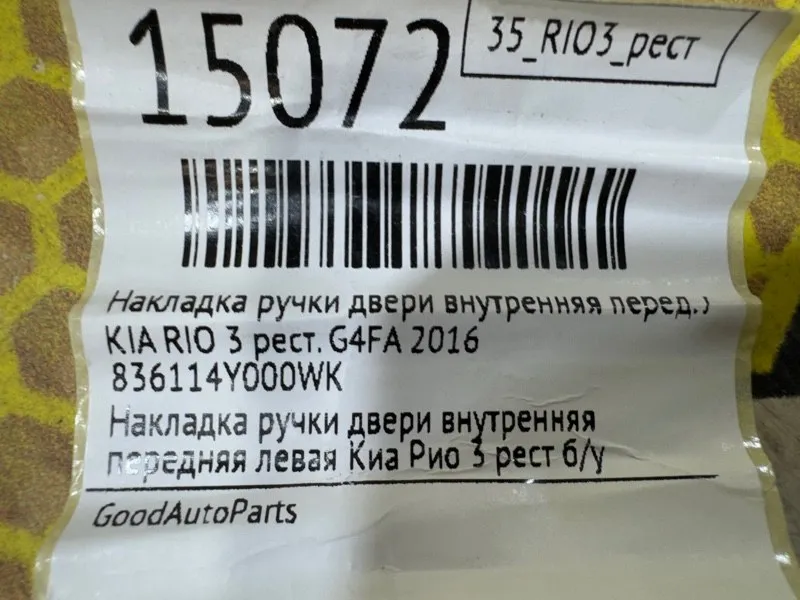 15072
35_RIO3_рест
Накладка ручки двери внутренняя перед.
KIA RIO 3 рест. G4FA 2016
836114Y000WK
Накладка ручки двери внутренняя
передняя левая Киа Рио 3 рест б/у
GoodAutoParts